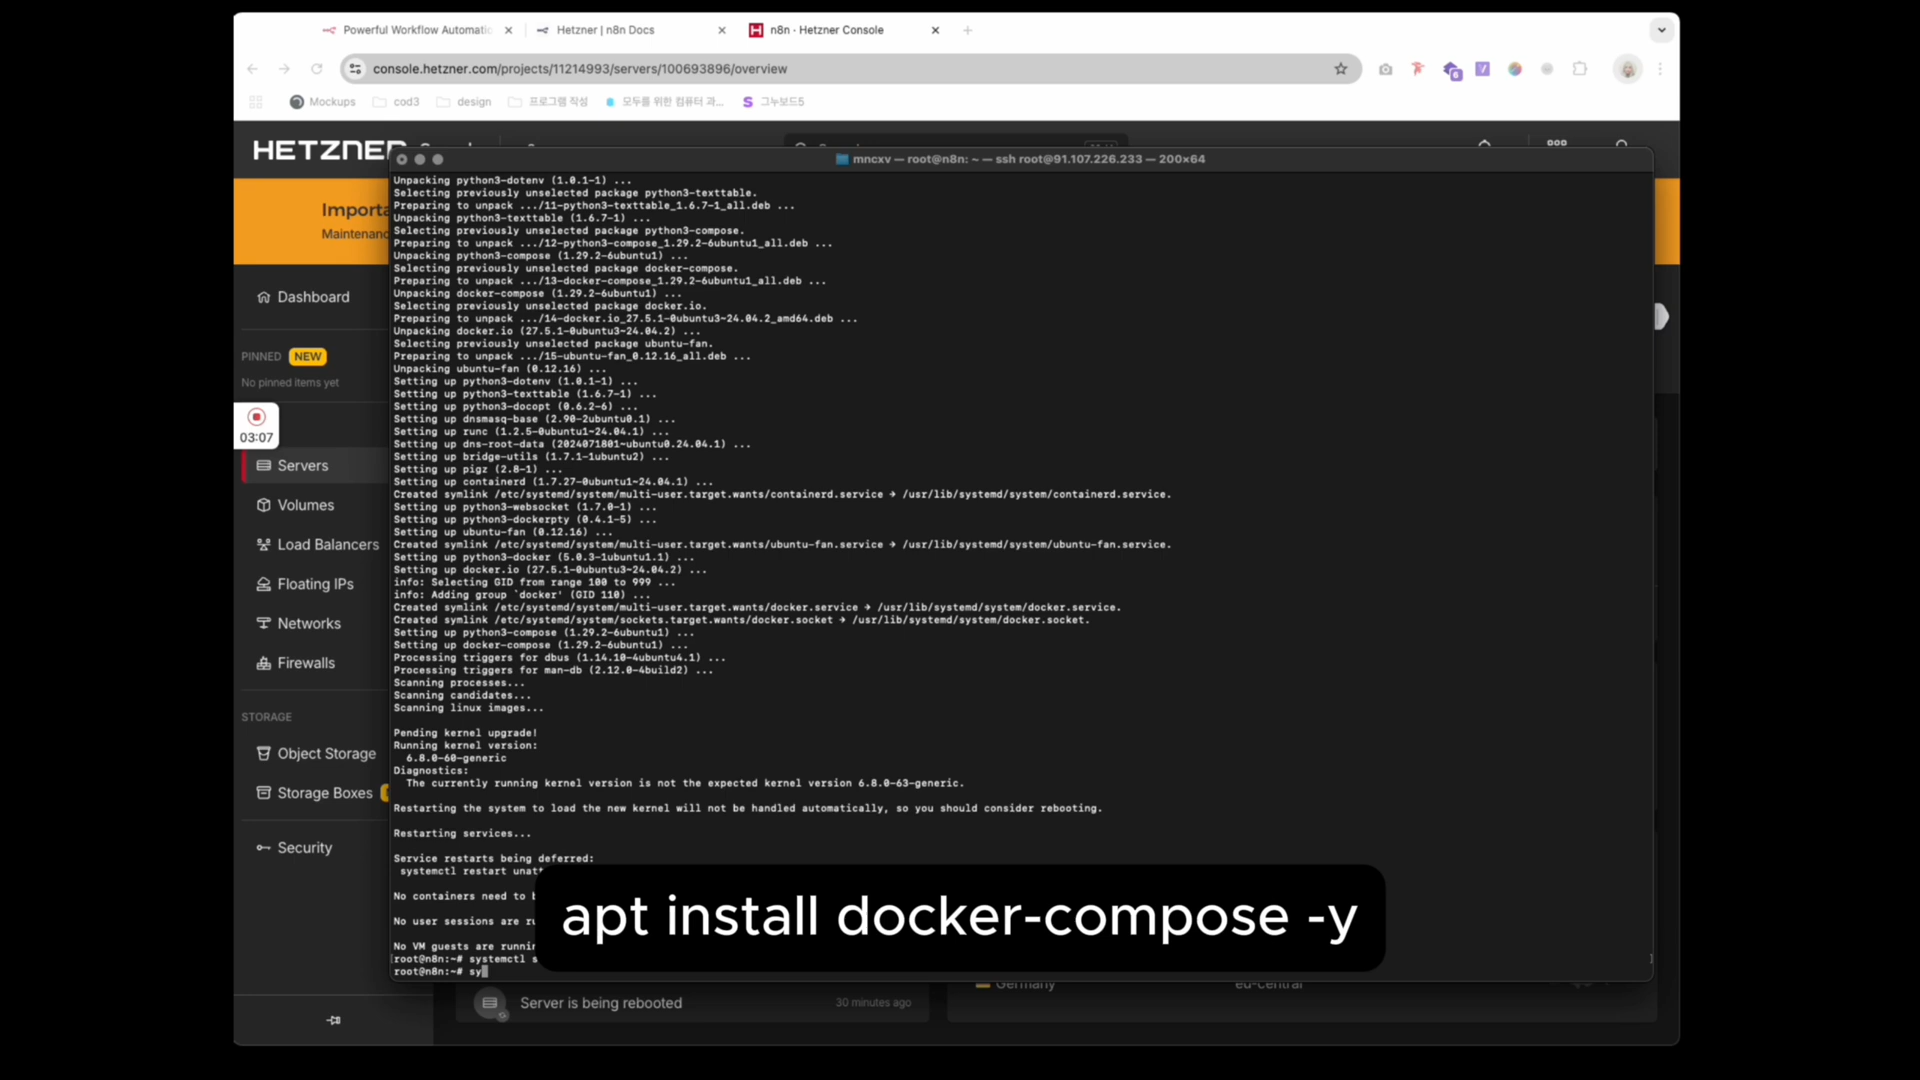 Powerful Workflow Automatic
Hetzner | n8n Docs
n8n · Hetzner Console
console.hetzner.com/projects/11214993/servers/100693896/overview
Mockups
cod3
design
프로그램 작성
모두를 위한 컴퓨터 과...
그누보드5
HETZNER
mncxv — root@n8n: ~ — ssh root@91.107.226.233 — 200×64
Importa
Maintenanc
Dashboard
PINNED NEW
No pinned items yet
03:07
Servers
Volumes
Load Balancers
Floating IPs
Networks
Firewalls
STORAGE
Object Storage
Storage Boxes
Security
Unpacking python3-dotenv (1.0.1-1) ...
Selecting previously unselected package python3-texttable.
Preparing to unpack .../11-python3-texttable_1.6.7-1_all.deb ...
Unpacking python3-texttable (1.6.7-1) ...
Selecting previously unselected package python3-compose.
Preparing to unpack .../12-python3-compose_1.29.2-6ubuntu1_all.deb ...
Unpacking python3-compose (1.29.2-6ubuntu1) ...
Selecting previously unselected package docker-compose.
Preparing to unpack .../13-docker-compose_1.29.2-6ubuntu1_all.deb ...
Unpacking docker-compose (1.29.2-6ubuntu1) ...
Selecting previously unselected package docker.io.
Preparing to unpack .../14-docker.io_27.5.1-0ubuntu3~24.04.2_amd64.deb ...
Unpacking docker.io (27.5.1-0ubuntu3~24.04.2) ...
Selecting previously unselected package ubuntu-fan.
Preparing to unpack .../15-ubuntu-fan_0.12.16_all.deb ...
Unpacking ubuntu-fan (0.12.16) ...
Setting up python3-dotenv (1.0.1-1) ...
Setting up python3-texttable (1.6.7-1) ...
Setting up python3-docopt (0.6.2-6) ...
Setting up dnsmasq-base (2.90-2ubuntu0.1) ...
Setting up runc (1.2.5-0ubuntu1~24.04.1) ...
Setting up dns-root-data (2024071801~ubuntu0.24.04.1) ...
Setting up bridge-utils (1.7.1-1ubuntu2) ...
Setting up pigz (2.8-1) ...
Setting up containerd (1.7.27-0ubuntu1~24.04.1) ...
Created symlink /etc/systemd/system/multi-user.target.wants/containerd.service → /usr/lib/systemd/system/containerd.service.
Setting up python3-websocket (1.7.0-1) ...
Setting up python3-dockerpty (0.4.1-5) ...
Setting up ubuntu-fan (0.12.16) ...
Created symlink /etc/systemd/system/multi-user.target.wants/ubuntu-fan.service → /usr/lib/systemd/system/ubuntu-fan.service.
Setting up python3-docker (5.0.3-1ubuntu1.1) ...
Setting up docker.io (27.5.1-0ubuntu3~24.04.2) ...
info: Selecting GID from range 100 to 999 ...
info: Adding group `docker' (GID 110) ...
Created symlink /etc/systemd/system/multi-user.target.wants/docker.service → /usr/lib/systemd/system/docker.service.
Created symlink /etc/systemd/system/sockets.target.wants/docker.socket → /usr/lib/systemd/system/docker.socket.
Setting up python3-compose (1.29.2-6ubuntu1) ...
Setting up docker-compose (1.29.2-6ubuntu1) ...
Processing triggers for dbus (1.14.10-4ubuntu4.1) ...
Processing triggers for man-db (2.12.0-4build2) ...
Scanning processes...
Scanning candidates...
Scanning linux images...
Pending kernel upgrade!
Running kernel version:
6.8.0-60-generic
Diagnostics:
The currently running kernel version is not the expected kernel version 6.8.0-63-generic.
Restarting the system to load the new kernel will not be handled automatically, so you should consider rebooting.
Restarting services...
Service restarts being deferred:
systemctl restart unatt
No containers need to b
No user sessions are ru
No VM guests are runnin
root@n8n:~# systemctl s
root@n8n:~# sy
apt install docker-compose -y
Server is being rebooted
30 minutes ago
Germany
eu-central